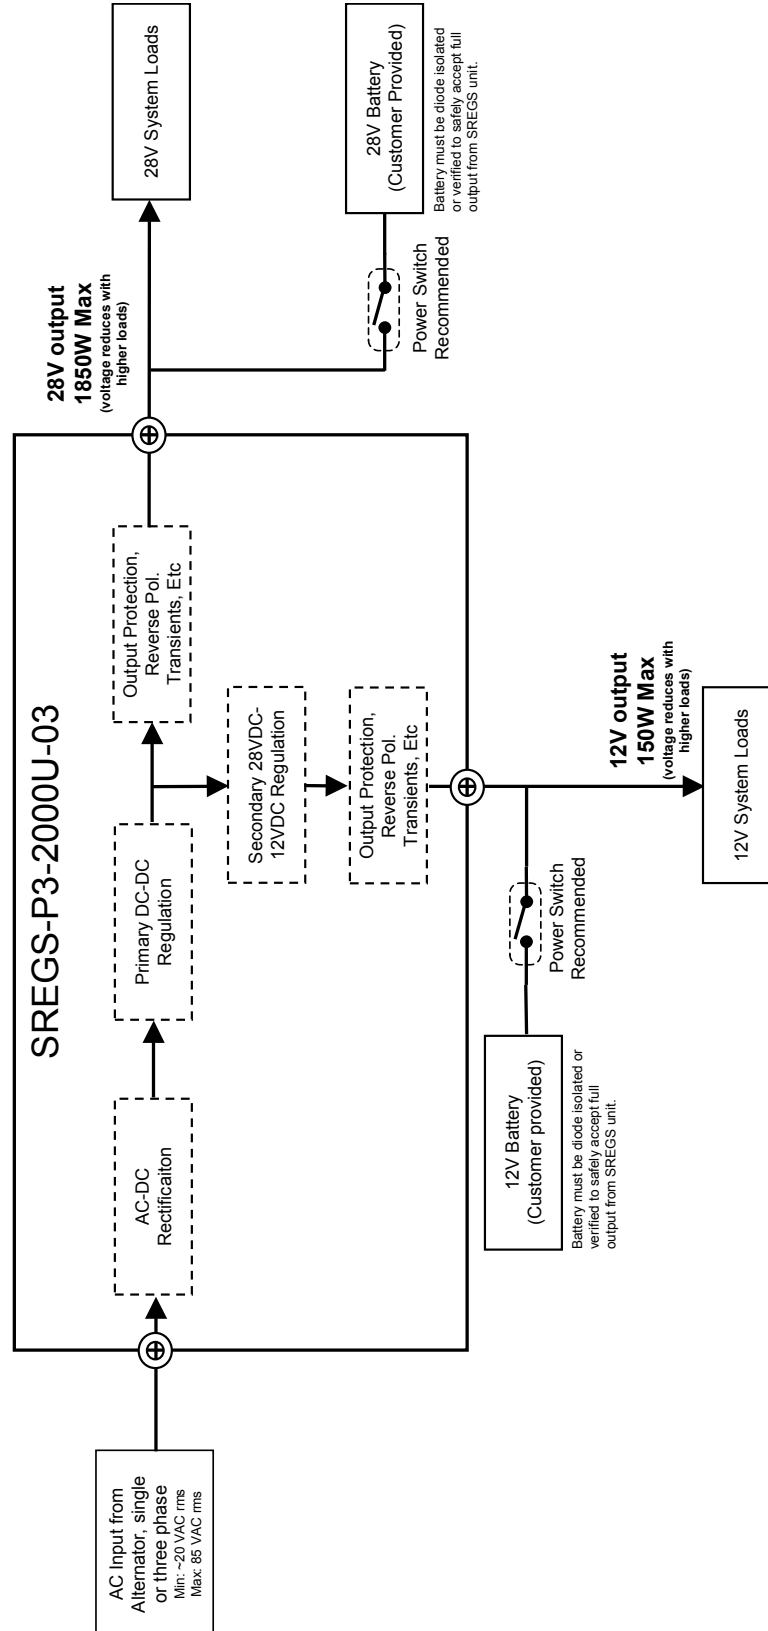 SREGS-P3-2000U-03
AC Input from
Alternator, single
or three phase
Min: ~20 VAC rms
Max: 85 VAC rms
AC-DC
Rectificaiton
Primary DC-DC
Regulation
Output Protection,
Reverse Pol.
Transients, Etc
Secondary 28VDC-
12VDC Regulation
Output Protection,
Reverse Pol.
Transients, Etc
28V output
1850W Max
(voltage reduces with
higher loads)
28V System Loads
Power Switch
Recommended
28V Battery
(Customer Provided)
Battery must be diode isolated
or verified to safely accept full
output from SREGS unit.
12V Battery
(Customer provided)
Battery must be diode isolated or
verified to safely accept full
output from SREGS unit.
Power Switch
Recommended
12V output
150W Max
(voltage reduces with
higher loads)
12V System Loads